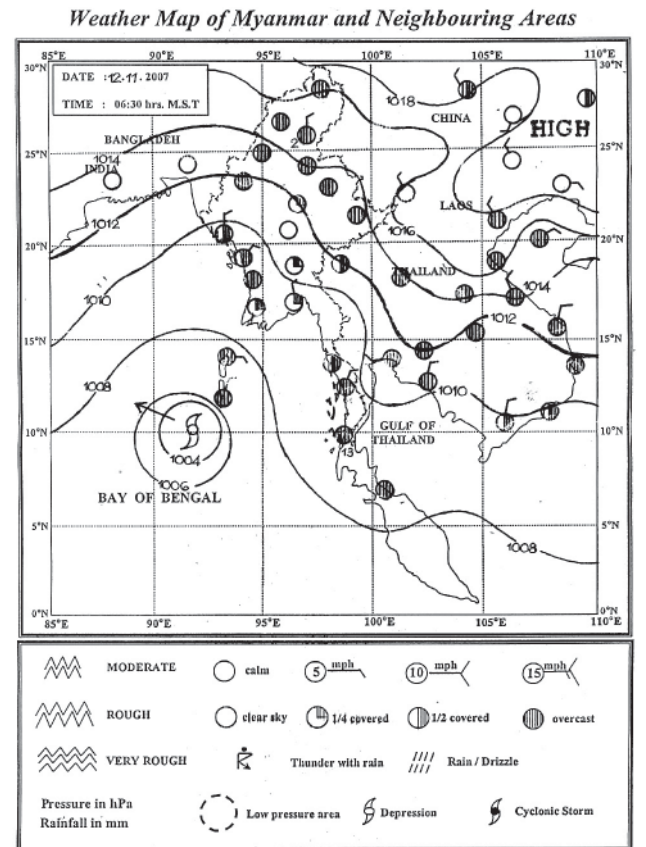 Weather Map of Myanmar and Neighbouring Areas
85°E 90°E 95°E 100°E 105°E 110°E
30°N 30°N
DATE :12.11.2007
TIME : 06:30 hrs. M.S.T
1018
CHINA
HIGH
BANGLADEH
2
25°N 25°N
1014
INDIA
LAOS
1012
1016
20°N 20°N
THAILAND
1014
1010
1012
15°N 15°N
1008
1010
GULF OF
THAILAND
10°N 10°N
13
1004
1006
BAY OF BENGAL
5°N 5°N
1008
0°N 0°N
85°E 90°E 95°E 100°E 105°E 110°E
MODERATE calm 5 mph 10 mph 15 mph
ROUGH clear sky 1/4 covered 1/2 covered overcast
VERY ROUGH Thunder with rain Rain / Drizzle
Pressure in hPa
Rainfall in mm
Low pressure area Depression Cyclonic Storm